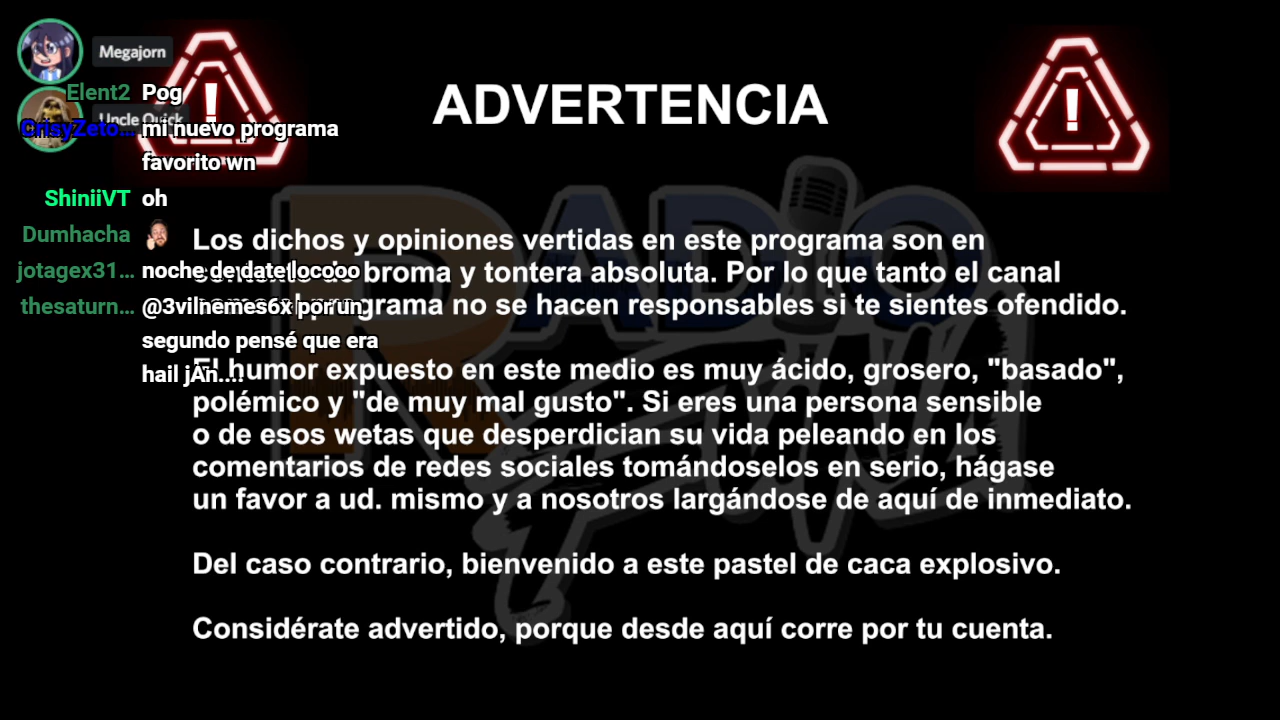 Megajorn
Elent2 Pog
Uncle Quick
CrisyZeto… mi nuevo programa
favorito wn
ShiniiVT oh
Dumhacha
jotagex31… noche de date locooo
thesaturn… @3vilnemes6x por un
segundo pensé que era
hail jAn....
ADVERTENCIA
Los dichos y opiniones vertidas en este programa son en
broma y tontera absoluta. Por lo que tanto el canal
programa no se hacen responsables si te sientes ofendido.
El humor expuesto en este medio es muy ácido, grosero, "basado",
polémico y "de muy mal gusto". Si eres una persona sensible
o de esos wetas que desperdician su vida peleando en los
comentarios de redes sociales tomándoselos en serio, hágase
un favor a ud. mismo y a nosotros largándose de aquí de inmediato.
Del caso contrario, bienvenido a este pastel de caca explosivo.
Considérate advertido, porque desde aquí corre por tu cuenta.
RADIO